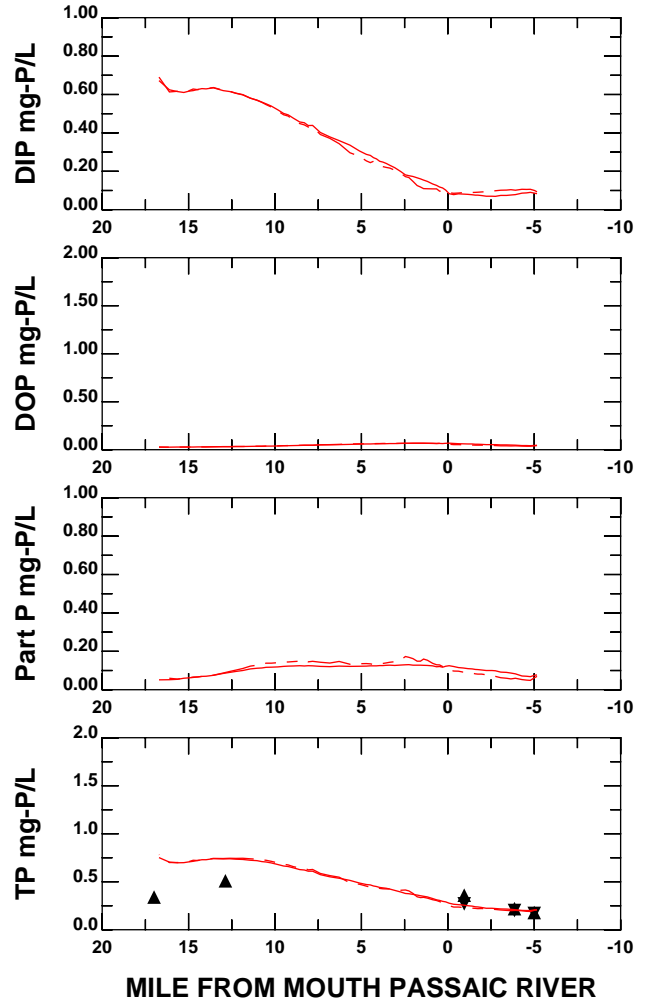 DIP mg-P/L
1.00
0.80
0.60
0.40
0.20
0.00
20 15 10 5 0 -5 -10
DOP mg-P/L
2.00
1.50
1.00
0.50
0.00
20 15 10 5 0 -5 -10
Part P mg-P/L
1.00
0.80
0.60
0.40
0.20
0.00
20 15 10 5 0 -5 -10
TP mg-P/L
2.0
1.5
1.0
0.5
0.0
20 15 10 5 0 -5 -10
MILE FROM MOUTH PASSAIC RIVER